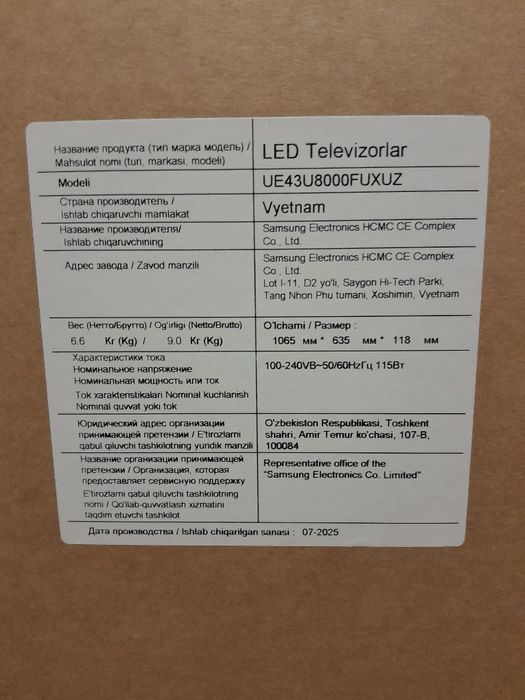 Название продукта (тип марка модель) /
Mahsulot nomi (turi, markasi, modeli)
LED Televizorlar
Modeli
UE43U8000FUXUZ
Страна производитель /
Ishlab chiqaruvchi mamlakat
Vyetnam
Название производителя/
Ishlab chiqaruvchining
Samsung Electronics HCMC CE Complex
Co., Ltd.
Адрес завода / Zavod manzili
Samsung Electronics HCMC CE Complex
Co., Ltd.
Lot I-11, D2 yo'li, Saygon Hi-Tech Parki,
Tang Nhon Phu tumani, Xoshimin, Vyetnam
Вес (Нетто/Брутто) / Og'irligi (Netto/Brutto)
6.6 Kr (Kg) / 9.0 Kr (Kg)
O'lchami / Размер :
1065 мм * 635 мм * 118 мм
Характеристики тока
Номинальное напряжение
Номинальная мощность или ток
Tok xarakteristikalari Nominal kuchlanish
Nominal quvvat yoki tok
100-240VB~50/60HzГц 115Вт
Юридический адрес организации
принимающей претензии / E'tirozlarni
qabul qiluvchi tashkilotning yuridik manzili
O'zbekiston Respublikasi, Toshkent
shahri, Amir Temur ko'chasi, 107-B,
100084
Название организации принимающей
претензии / Организация, которая
предоставляет сервисную поддержку
E'tirozlarni qabul qiluvchi tashkilotning
nomi / Qo'llab-quvvatlash xizmatini
taqdim etuvchi tashkilot
Representative office of the
"Samsung Electronics Co. Limited"
Дата производства / Ishlab chiqarilgan sanasi : 07-2025